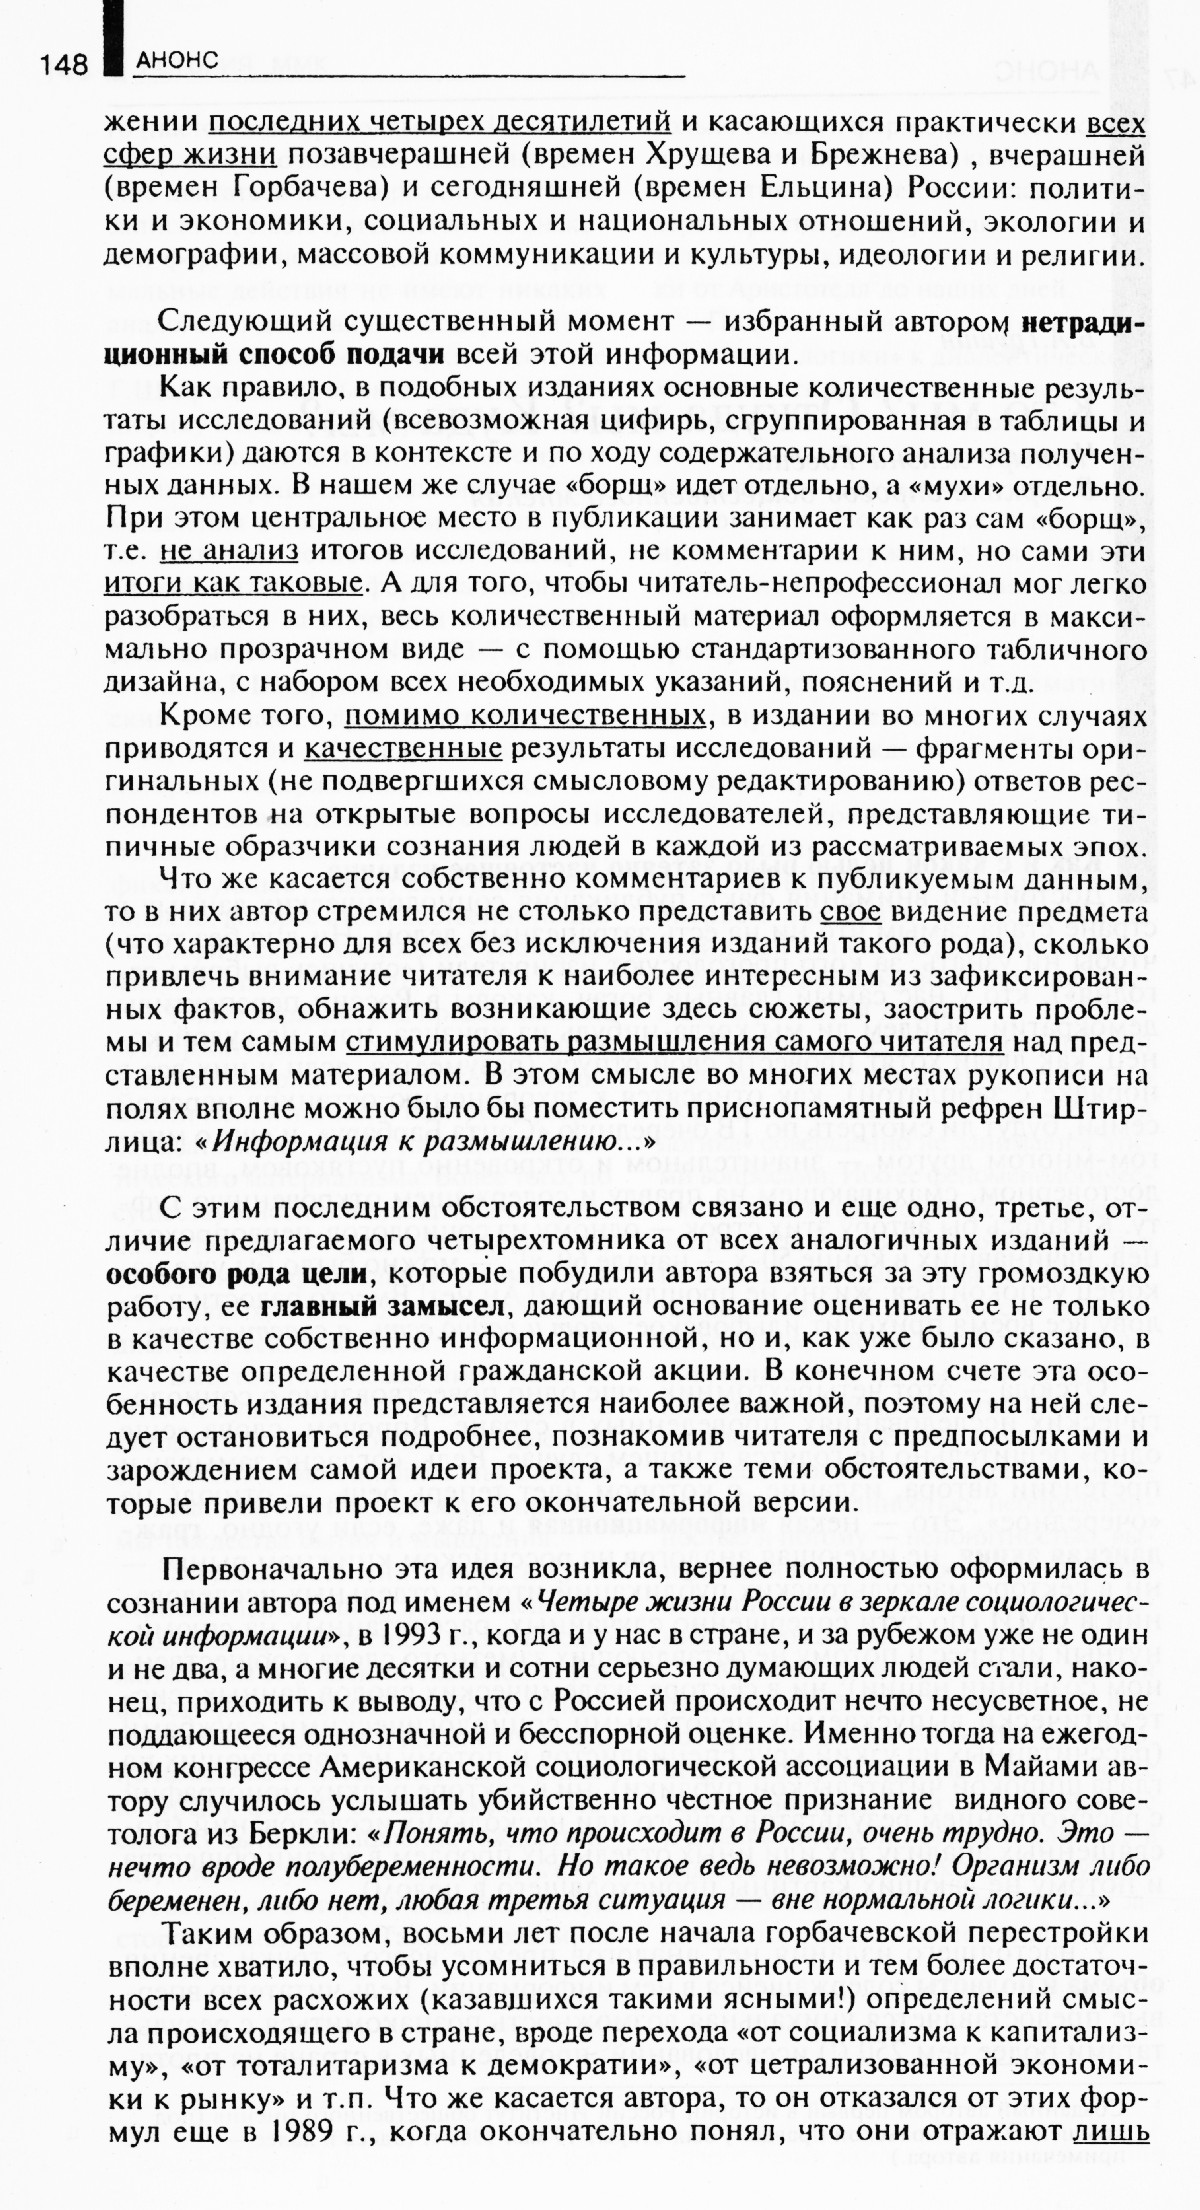 148 АНОНС
жении последних четырех десятилетий и касающихся практически всех
сфер жизни позавчерашней (времен Хрущева и Брежнева) , вчерашней
(времен Горбачева) и сегодняшней (времен Ельцина) России: полити-
ки и экономики, социальных и национальных отношений, экологии и
демографии, массовой коммуникации и культуры, идеологии и религии.
Следующий существенный момент — избранный автором нетради-
ционный способ подачи всей этой информации.
Как правило, в подобных изданиях основные количественные резуль-
таты исследований (всевозможная цифирь, сгруппированная в таблицы и
графики) даются в контексте и по ходу содержательного анализа получен-
ных данных. В нашем же случае «борщ» идет отдельно, а «мухи» отдельно.
При этом центральное место в публикации занимает как раз сам «борщ»,
т.е. не анализ итогов исследований, не комментарии к ним, но сами эти
итоги как таковые. А для того, чтобы читатель-непрофессионал мог легко
разобраться в них, весь количественный материал оформляется в макси-
мально прозрачном виде — с помощью стандартизованного табличного
дизайна, с набором всех необходимых указаний, пояснений и т.д.
Кроме того, помимо количественных, в издании во многих случаях
приводятся и качественные результаты исследований — фрагменты ори-
гинальных (не подвергшихся смысловому редактированию) ответов рес-
пондентов на открытые вопросы исследователей, представляющие ти-
пичные образчики сознания людей в каждой из рассматриваемых эпох.
Что же касается собственно комментариев к публикуемым данным,
то в них автор стремился не столько представить свое видение предмета
(что характерно для всех без исключения изданий такого рода), сколько
привлечь внимание читателя к наиболее интересным из зафиксирован-
ных фактов, обнажить возникающие здесь сюжеты, заострить пробле-
мы и тем самым стимулировать размышления самого читателя над пред-
ставленным материалом. В этом смысле во многих местах рукописи на
полях вполне можно было бы поместить приснопамятный рефрен Штир-
лица: «Информация к размышлению...»
С этим последним обстоятельством связано и еще одно, третье, от-
личие предлагаемого четырехтомника от всех аналогичных изданий —
особого рода цели, которые побудили автора взяться за эту громоздкую
работу, ее главный замысел, дающий основание оценивать ее не только
в качестве собственно информационной, но и, как уже было сказано, в
качестве определенной гражданской акции. В конечном счете эта осо-
бенность издания представляется наиболее важной, поэтому на ней сле-
дует остановиться подробнее, познакомив читателя с предпосылками и
зарождением самой идеи проекта, а также теми обстоятельствами, ко-
торые привели проект к его окончательной версии.
Первоначально эта идея возникла, вернее полностью оформилась в
сознании автора под именем «Четыре жизни России в зеркале социологичес-
кой информации», в 1993 г., когда и у нас в стране, и за рубежом уже не один
и не два, а многие десятки и сотни серьезно думающих людей стали, нако-
нец, приходить к выводу, что с Россией происходит нечто несусветное, не
поддающееся однозначной и бесспорной оценке. Именно тогда на ежегод-
ном конгрессе Американской социологической ассоциации в Майами ав-
тору случилось услышать убийственно честное признание видного сове-
толога из Беркли: «Понять, что происходит в России, очень трудно. Это —
нечто вроде полубеременности. Но такое ведь невозможно! Организм либо
беременен, либо нет, любая третья ситуация — вне нормальной логики...»
Таким образом, восьми лет после начала горбачевской перестройки
вполне хватило, чтобы усомниться в правильности и тем более достаточ-
ности всех расхожих (казавшихся такими ясными!) определений смыс-
ла происходящего в стране, вроде перехода «от социализма к капитализ-
му», «от тоталитаризма к демократии», «от цетрализованной экономи-
ки к рынку» и т.п. Что же касается автора, то он отказался от этих фор-
мул еще в 1989 г., когда окончательно понял, что они отражают лишь